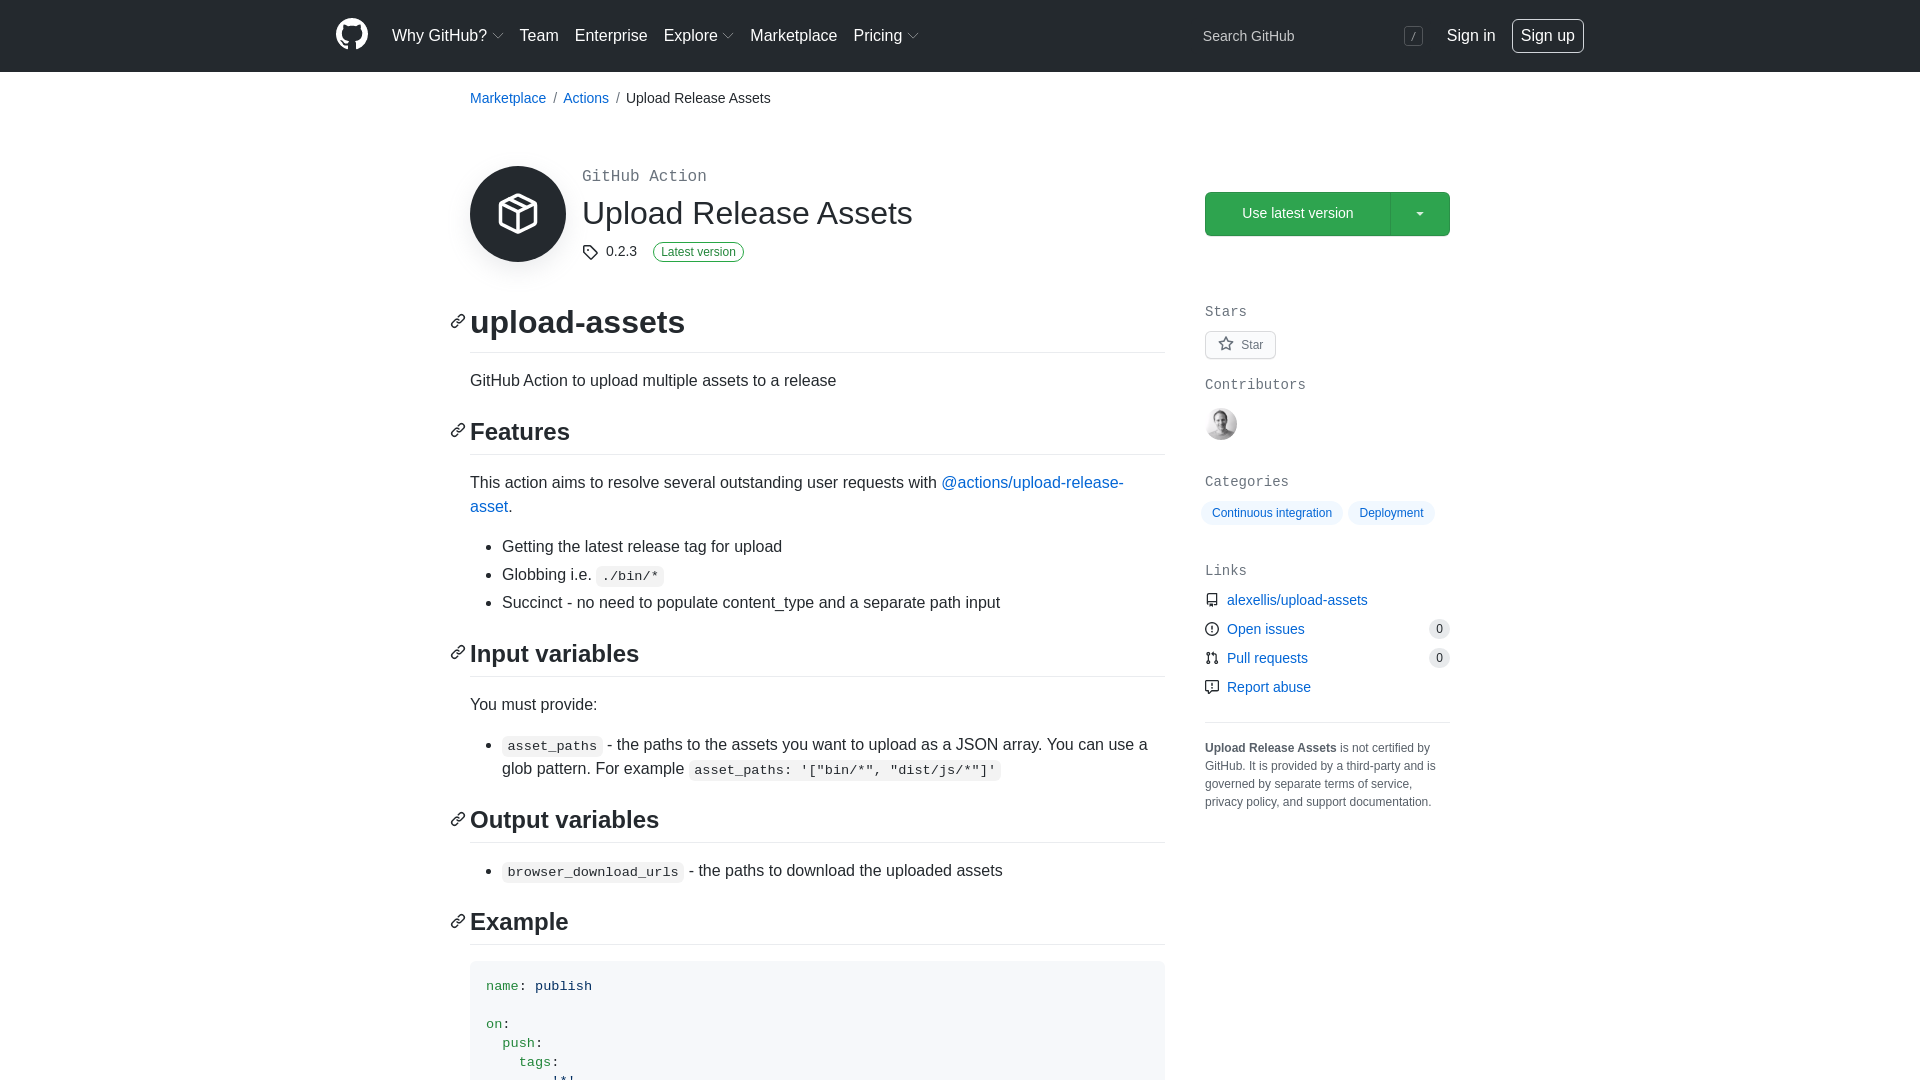 Why GitHub? Team Enterprise Explore Marketplace Pricing Search GitHub / Sign in Sign up
Marketplace / Actions / Upload Release Assets
GitHub Action
Upload Release Assets
0.2.3 Latest version
Use latest version
upload-assets
GitHub Action to upload multiple assets to a release
Features
This action aims to resolve several outstanding user requests with @actions/upload-release-
asset.
Getting the latest release tag for upload
Globbing i.e. ./bin/*
Succinct - no need to populate content_type and a separate path input
Input variables
You must provide:
asset_paths - the paths to the assets you want to upload as a JSON array. You can use a
glob pattern. For example asset_paths: '["bin/*", "dist/js/*"]'
Output variables
browser_download_urls - the paths to download the uploaded assets
Example
name: publish
on:
push:
tags:
'*'
Stars
Star
Contributors
Categories
Continuous integration Deployment
Links
alexellis/upload-assets
Open issues 0
Pull requests 0
Report abuse
Upload Release Assets is not certified by
GitHub. It is provided by a third-party and is
governed by separate terms of service,
privacy policy, and support documentation.